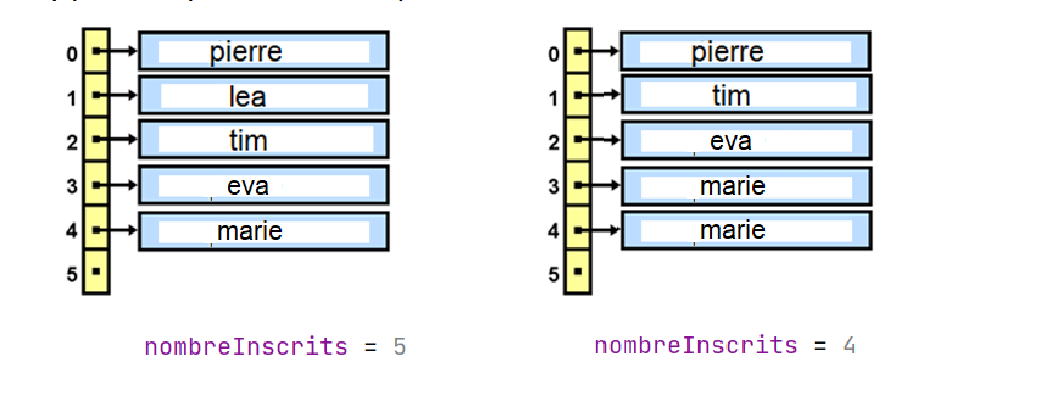 0 pierre
1 lea
2 tim
3 eva
4 marie
5
nombreInscrits = 5
0 pierre
1 tim
2 eva
3 marie
4 marie
5
nombreInscrits = 4